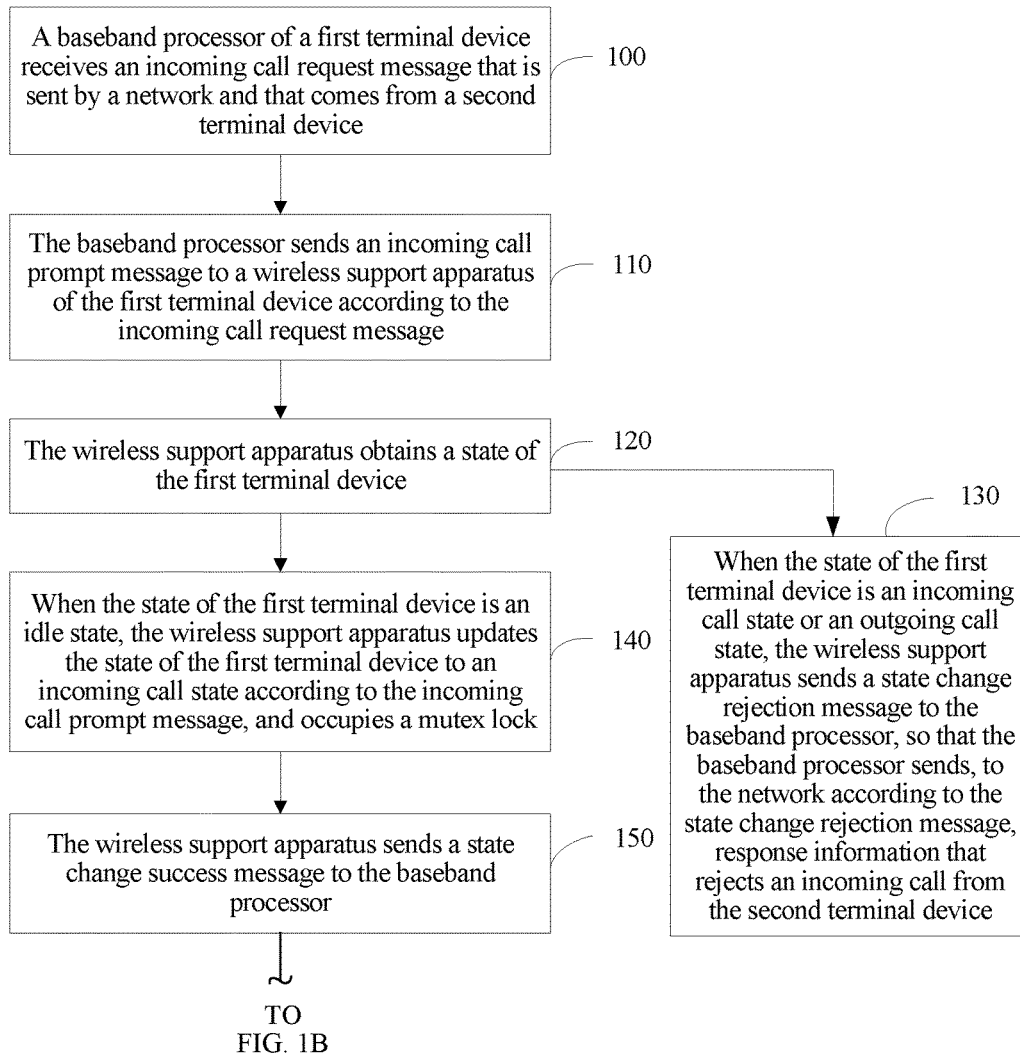 A baseband processor of a first terminal device
receives an incoming call request message that is
sent by a network and that comes from a second
terminal device
100
The baseband processor sends an incoming call
prompt message to a wireless support apparatus
of the first terminal device according to the
incoming call request message
110
The wireless support apparatus obtains a state of
the first terminal device
120
130
When the state of the first
terminal device is an incoming
call state or an outgoing call
state, the wireless support
apparatus sends a state change
rejection message to the
baseband processor, so that the
baseband processor sends, to
the network according to the
state change rejection message,
response information that
rejects an incoming call from
the second terminal device
When the state of the first terminal device is an
idle state, the wireless support apparatus updates
the state of the first terminal device to an
incoming call state according to the incoming
call prompt message, and occupies a mutex lock
140
The wireless support apparatus sends a state
change success message to the baseband
processor
150
TO
FIG. 1B